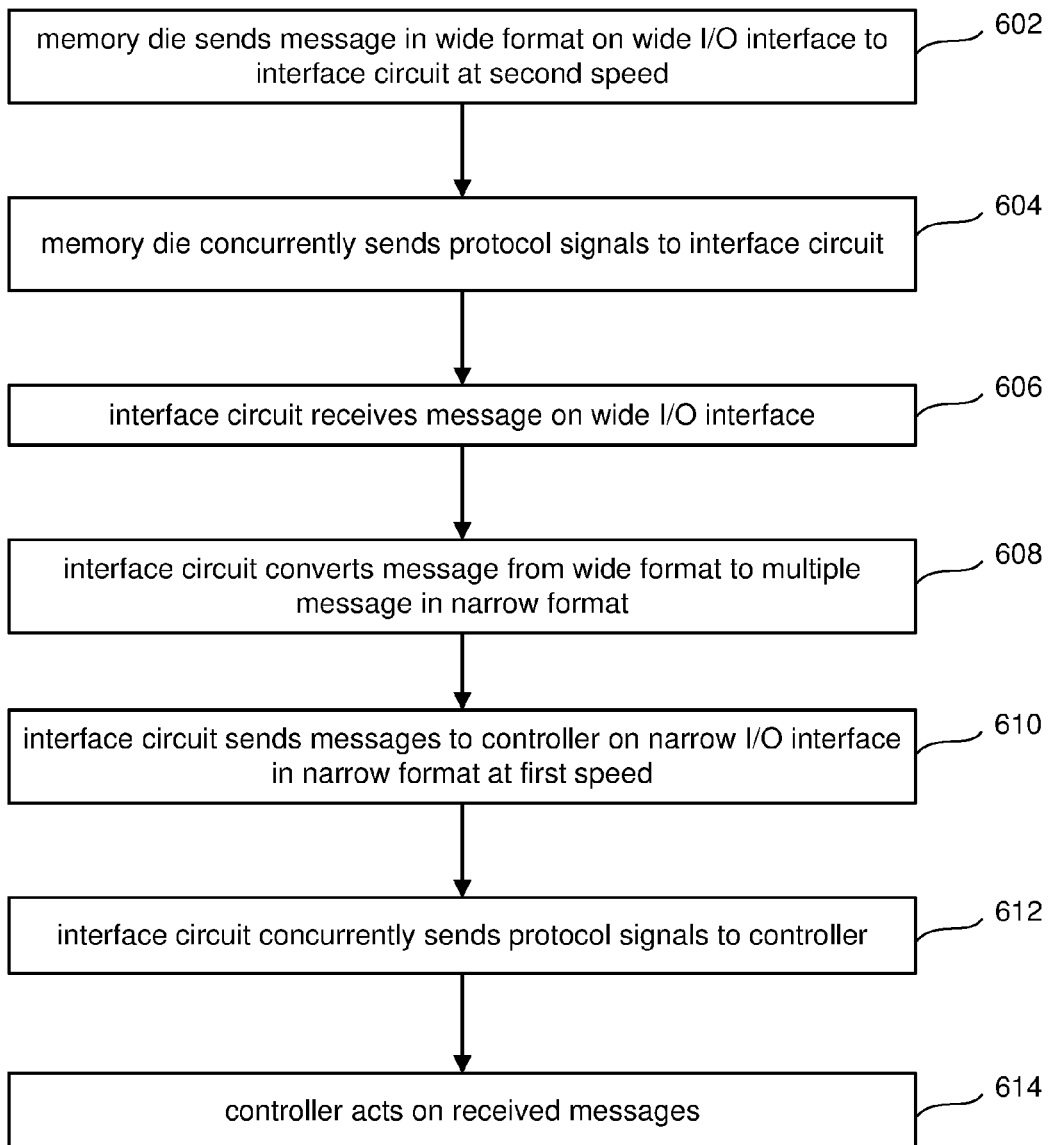 memory die sends message in wide format on wide I/O interface to
interface circuit at second speed
602
memory die concurrently sends protocol signals to interface circuit
604
interface circuit receives message on wide I/O interface
606
interface circuit converts message from wide format to multiple
message in narrow format
608
interface circuit sends messages to controller on narrow I/O interface
in narrow format at first speed
610
interface circuit concurrently sends protocol signals to controller
612
controller acts on received messages
614